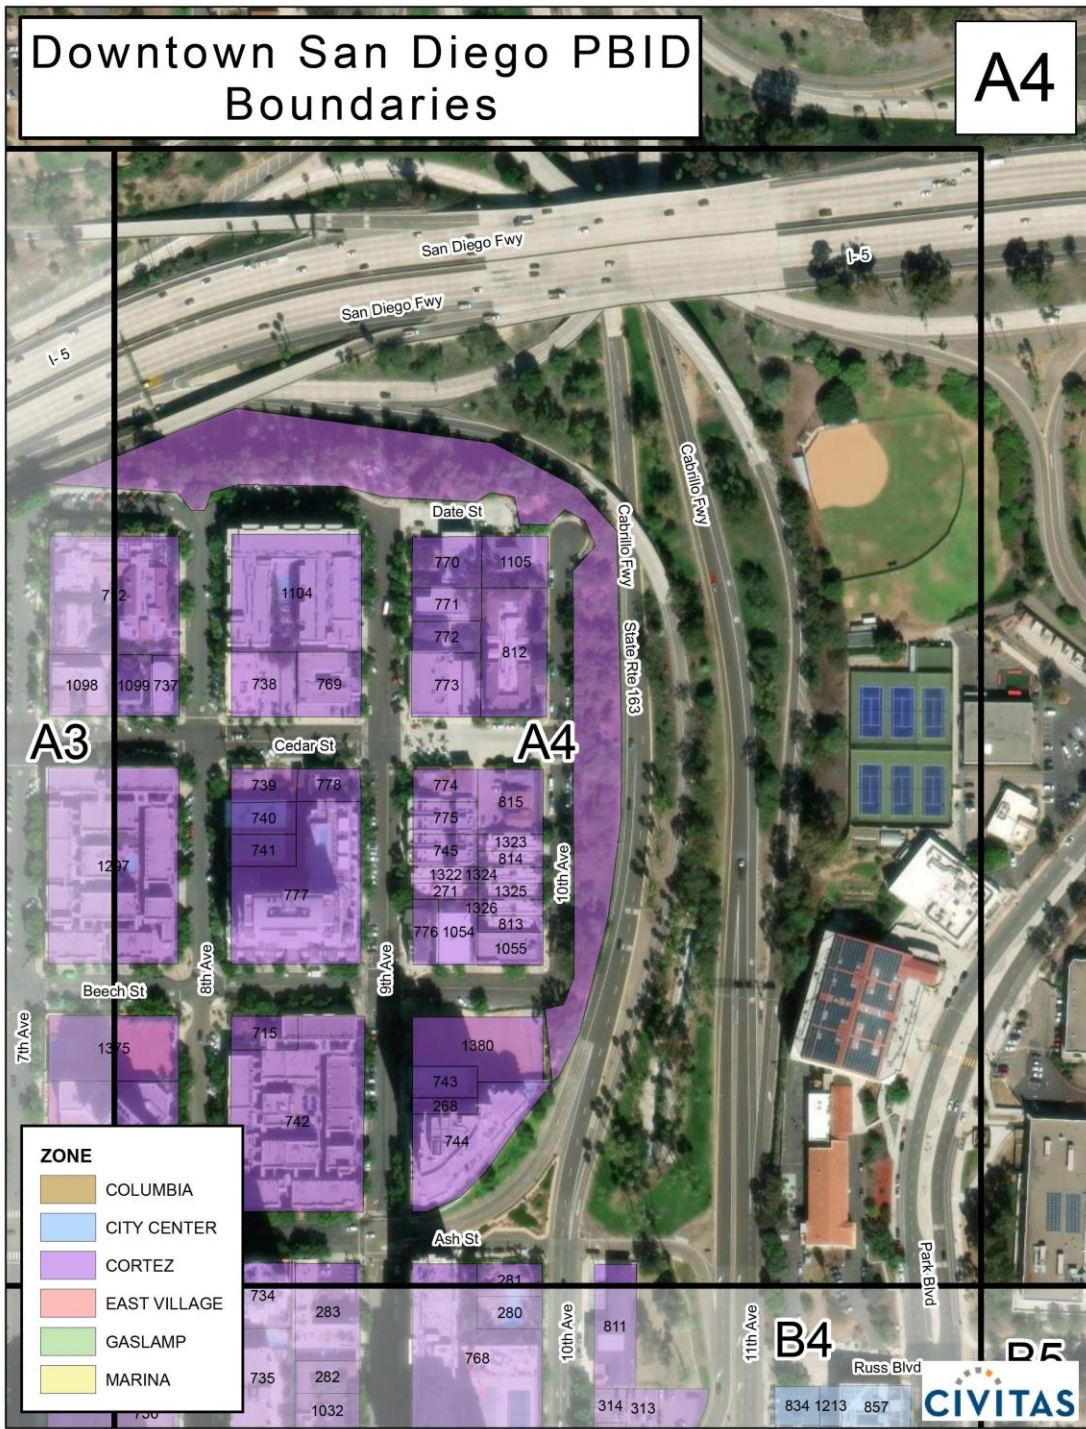 Downtown San Diego PBID
Boundaries
A4
San Diego Fwy
I-5
San Diego Fwy
I-5
Date St
Cabrillo Fwy
Cabrillo Fwy
State Rte 163
770
1105
771
772
812
773
1104
738
769
1098
1099
737
A3
A4
Cedar St
739
778
740
741
777
774
815
775
745
1323
814
1322
1324
271
1325
1326
776
1054
813
1055
1297
10th Ave
9th Ave
8th Ave
7th Ave
Beech St
1375
715
742
1380
743
268
744
Ash St
Park Blvd
ZONE
COLUMBIA
CITY CENTER
CORTEZ
EAST VILLAGE
GASLAMP
MARINA
734
283
281
280
811
10th Ave
11th Ave
B4
B5
768
735
282
1032
314
313
Russ Blvd
834
1213
857
CIVITAS